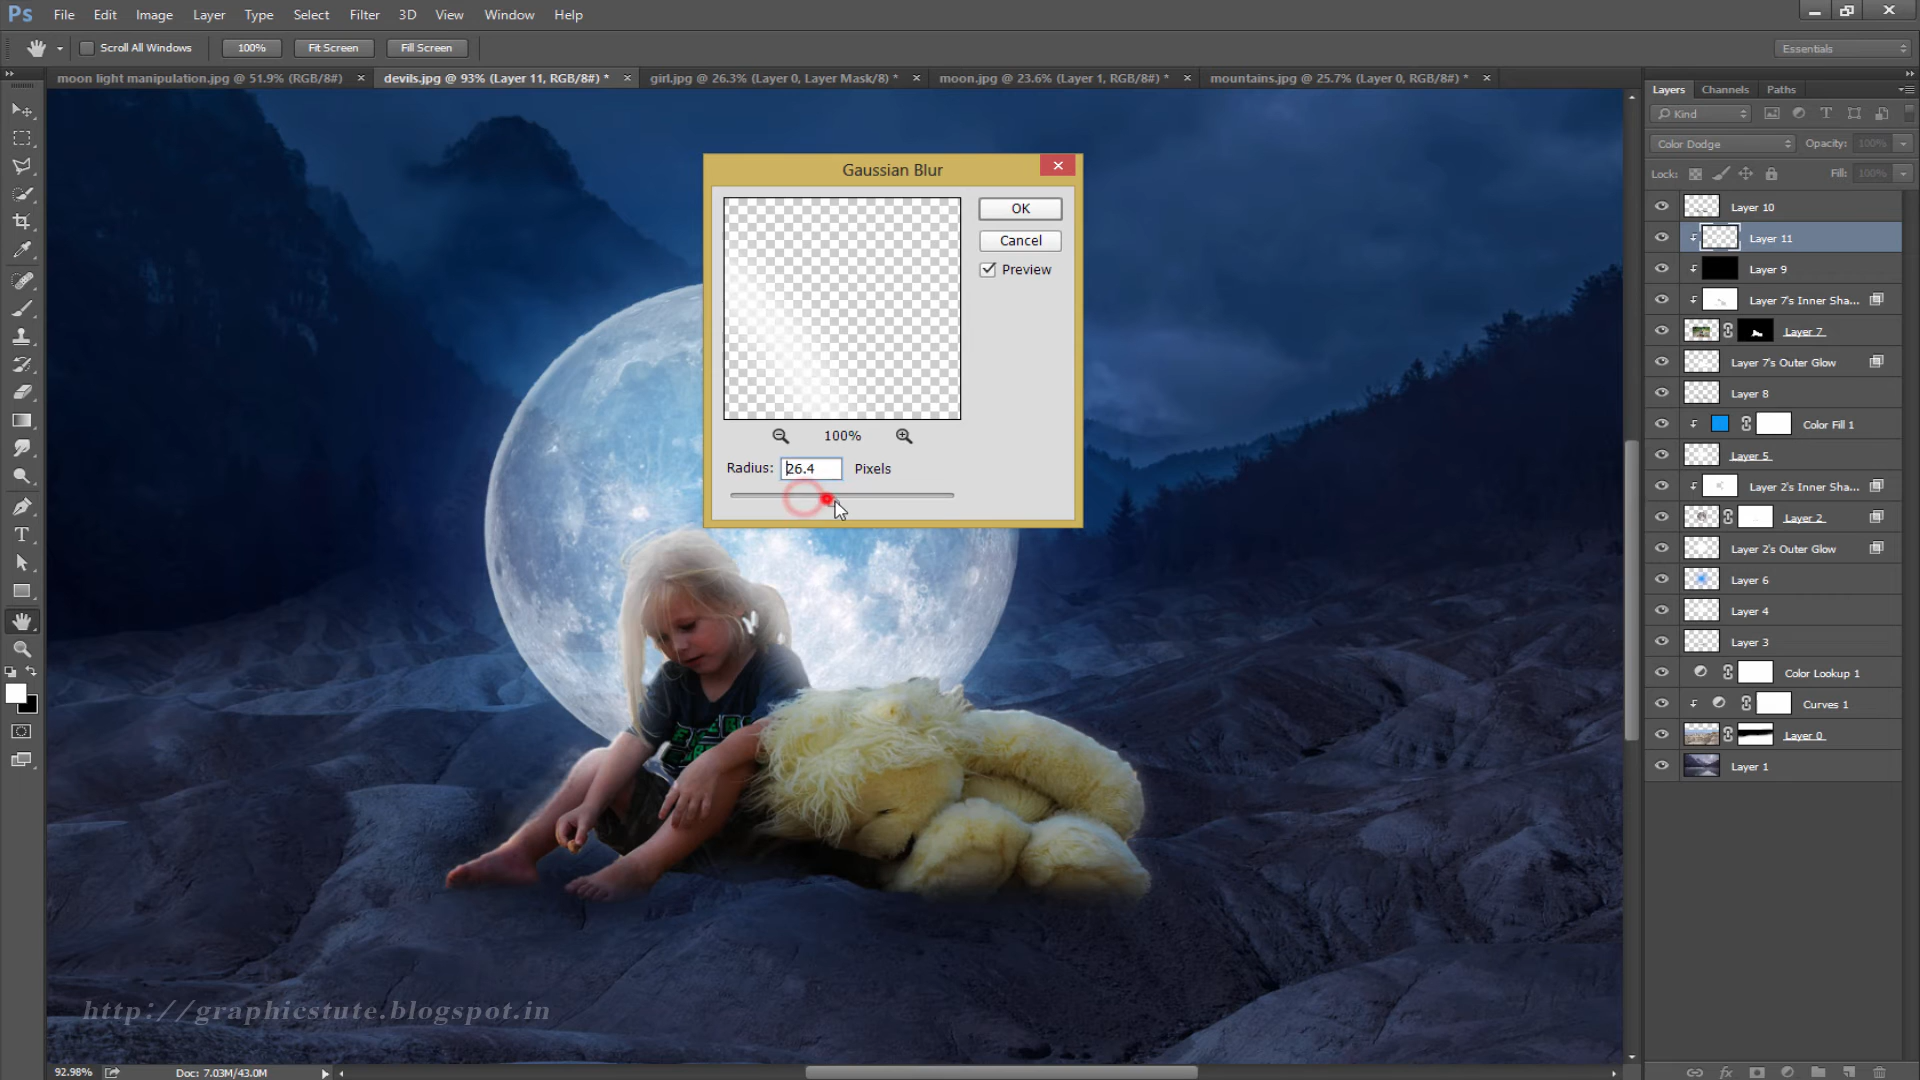 Ps File Edit Image Layer Type Select Filter 3D View Window Help
Scroll All Windows 100% Fit Screen Fill Screen Essentials
moon light manipulation.jpg @ 51.9% (RGB/8#) devils.jpg @ 93% (Layer 11, RGB/8#) * girl.jpg @ 26.3% (Layer 0, Layer Mask/8) * moon.jpg @ 23.6% (Layer 1, RGB/8#) * mountains.jpg @ 25.7% (Layer 0, RGB/8#) *
Gaussian Blur
OK
Cancel
Preview
100%
Radius: 26.4 Pixels
Layers Channels Paths
Kind
Color Dodge Opacity: 100%
Lock: Fill: 100%
Layer 10
Layer 11
Layer 9
Layer 7's Inner Sha...
Layer 7
Layer 7's Outer Glow
Layer 8
Color Fill 1
Layer 5
Layer 2's Inner Sha...
Layer 2
Layer 2's Outer Glow
Layer 6
Layer 4
Layer 3
Color Lookup 1
Curves 1
Layer 0
Layer 1
http://graphicstute.blogspot.in
92.98% Doc: 7.03M/43.0M